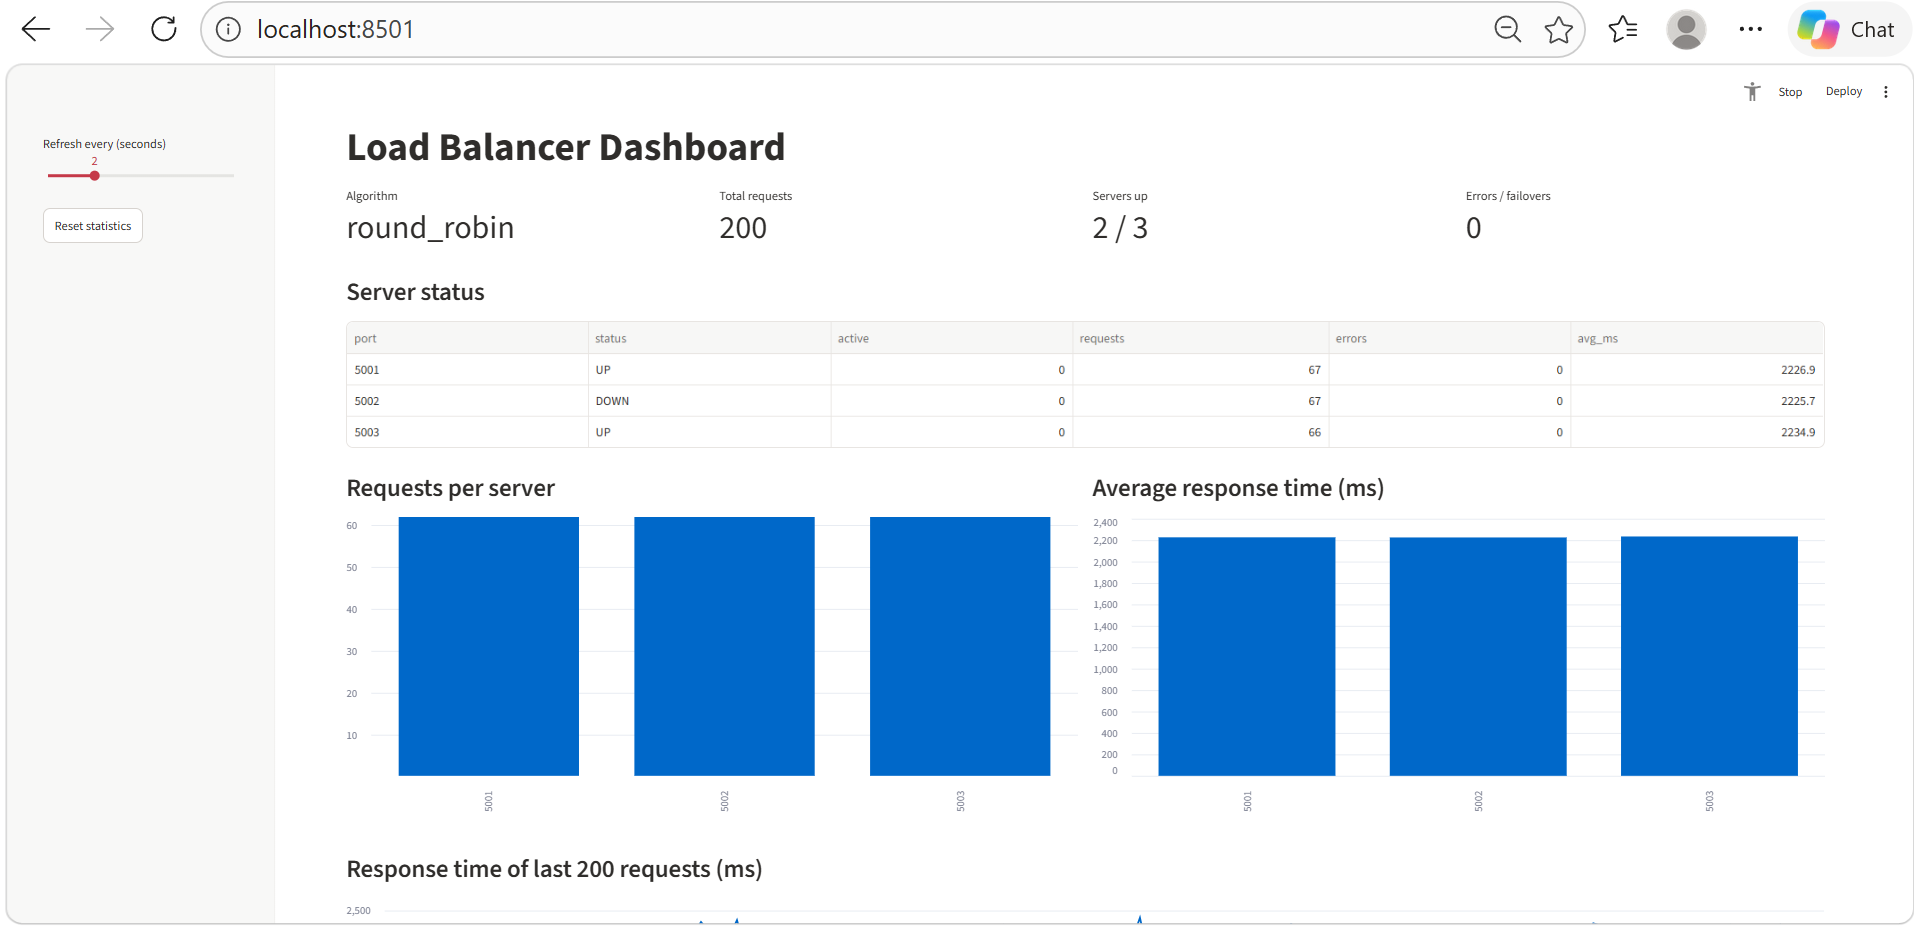 localhost:8501
Chat
Stop
Deploy
Refresh every (seconds)
2
Reset statistics
Load Balancer Dashboard
Algorithm
round_robin
Total requests
200
Servers up
2 / 3
Errors / failovers
0
Server status
port status active requests errors avg_ms
5001 UP 0 67 0 2226.9
5002 DOWN 0 67 0 2225.7
5003 UP 0 66 0 2234.9
Requests per server
60
50
40
30
20
10
5001
5002
5003
Average response time (ms)
2,400
2,200
2,000
1,800
1,600
1,400
1,200
1,000
800
600
400
200
0
5001
5002
5003
Response time of last 200 requests (ms)
2,500